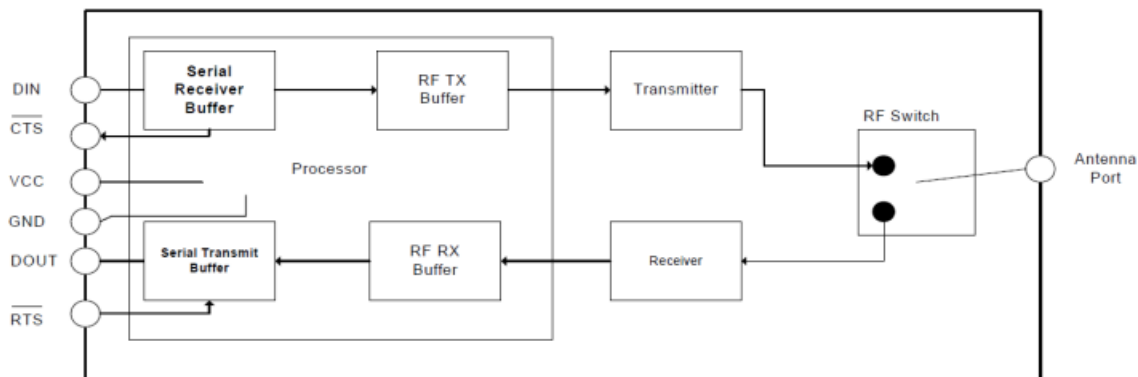 DIN
CTS
VCC
GND
DOUT
RTS
Serial
Receiver
Buffer
RF TX
Buffer
Transmitter
RF Switch
Antenna
Port
Processor
Serial Transmit
Buffer
RF RX
Buffer
Receiver